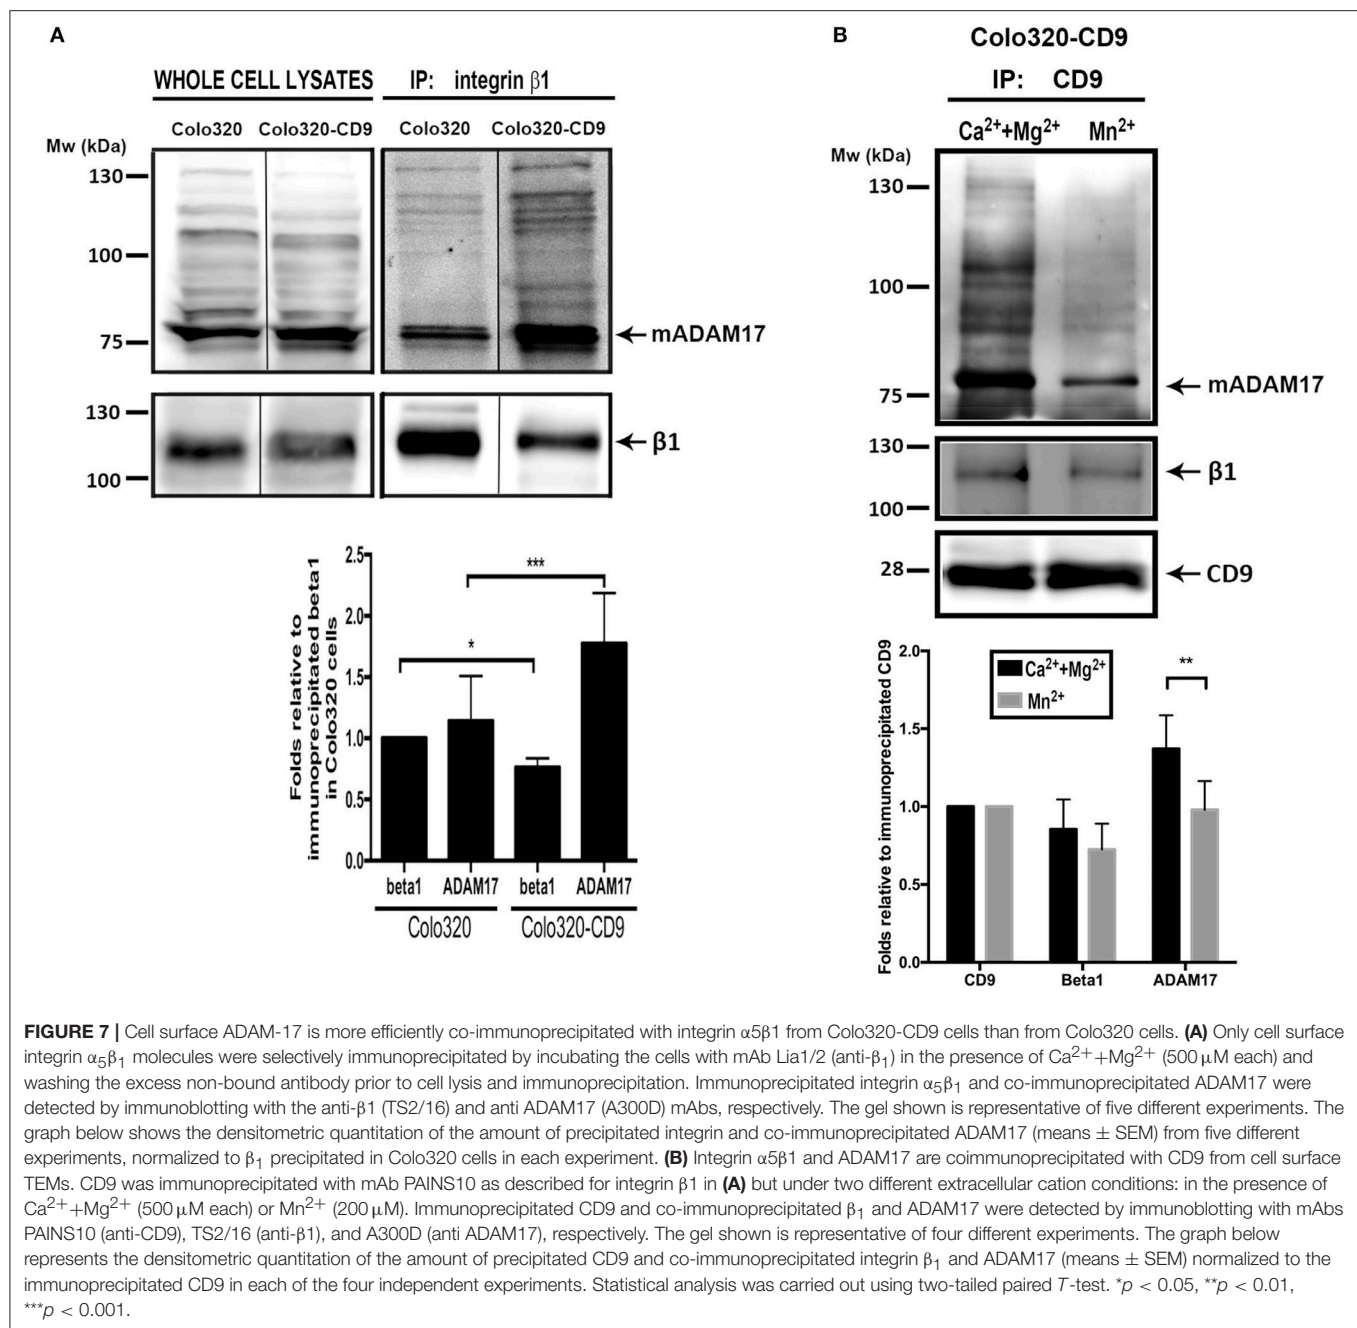 A
WHOLE CELL LYSATES
IP: integrin β1
Colo320
Colo320-CD9
Colo320
Colo320-CD9
Mw (kDa)
130
100
75
mADAM17
130
100
β1
Folds relative to
immunoprecipitated beta1
in Colo320 cells
2.5
2.0
1.5
1.0
0.5
0.0
***
*
beta1
ADAM17
beta1
ADAM17
Colo320
Colo320-CD9
B
Colo320-CD9
IP: CD9
Ca²⁺+Mg²⁺
Mn²⁺
Mw (kDa)
130
100
75
mADAM17
130
100
β1
28
CD9
Folds relative to immunoprecipitated CD9
2.0
1.5
1.0
0.5
0.0
Ca²⁺+Mg²⁺
Mn²⁺
**
CD9
Beta1
ADAM17
FIGURE 7 | Cell surface ADAM-17 is more efficiently co-immunoprecipitated with integrin α5β1 from Colo320-CD9 cells than from Colo320 cells. (A) Only cell surface
integrin α₅β₁ molecules were selectively immunoprecipitated by incubating the cells with mAb Lia1/2 (anti-β₁) in the presence of Ca²⁺+Mg²⁺ (500 μM each) and
washing the excess non-bound antibody prior to cell lysis and immunoprecipitation. Immunoprecipitated integrin α₅β₁ and co-immunoprecipitated ADAM17 were
detected by immunoblotting with the anti-β1 (TS2/16) and anti ADAM17 (A300D) mAbs, respectively. The gel shown is representative of five different experiments. The
graph below shows the densitometric quantitation of the amount of precipitated integrin and co-immunoprecipitated ADAM17 (means ± SEM) from five different
experiments, normalized to β₁ precipitated in Colo320 cells in each experiment. (B) Integrin α5β1 and ADAM17 are coimmunoprecipitated with CD9 from cell surface
TEMs. CD9 was immunoprecipitated with mAb PAINS10 as described for integrin β1 in (A) but under two different extracellular cation conditions: in the presence of
Ca²⁺+Mg²⁺ (500 μM each) or Mn²⁺ (200 μM). Immunoprecipitated CD9 and co-immunoprecipitated β₁ and ADAM17 were detected by immunoblotting with mAbs
PAINS10 (anti-CD9), TS2/16 (anti-β1), and A300D (anti ADAM17), respectively. The gel shown is representative of four different experiments. The graph below
represents the densitometric quantitation of the amount of precipitated CD9 and co-immunoprecipitated integrin β₁ and ADAM17 (means ± SEM) normalized to the
immunoprecipitated CD9 in each of the four independent experiments. Statistical analysis was carried out using two-tailed paired T-test. *p < 0.05, **p < 0.01,
***p < 0.001.